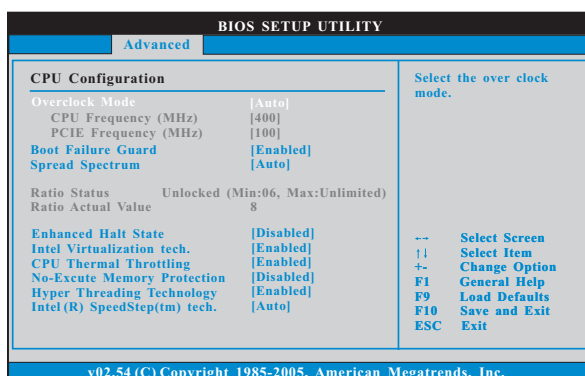 BIOS SETUP UTILITY
Advanced
CPU Configuration
Overclock Mode [Auto]
CPU Frequency (MHz) [400]
PCIE Frequency (MHz) [100]
Boot Failure Guard [Enabled]
Spread Spectrum [Auto]
Ratio Status Unlocked (Min:06, Max:Unlimited)
Ratio Actual Value 8
Enhanced Halt State [Disabled]
Intel Virtualization tech. [Enabled]
CPU Thermal Throttling [Enabled]
No-Excute Memory Protection [Disabled]
Hyper Threading Technology [Enabled]
Intel (R) SpeedStep(tm) tech. [Auto]
Select the over clock
mode.
←→ Select Screen
↑↓ Select Item
+- Change Option
F1 General Help
F9 Load Defaults
F10 Save and Exit
ESC Exit
v02.54 (C) Copyright 1985-2005, American Megatrends, Inc.